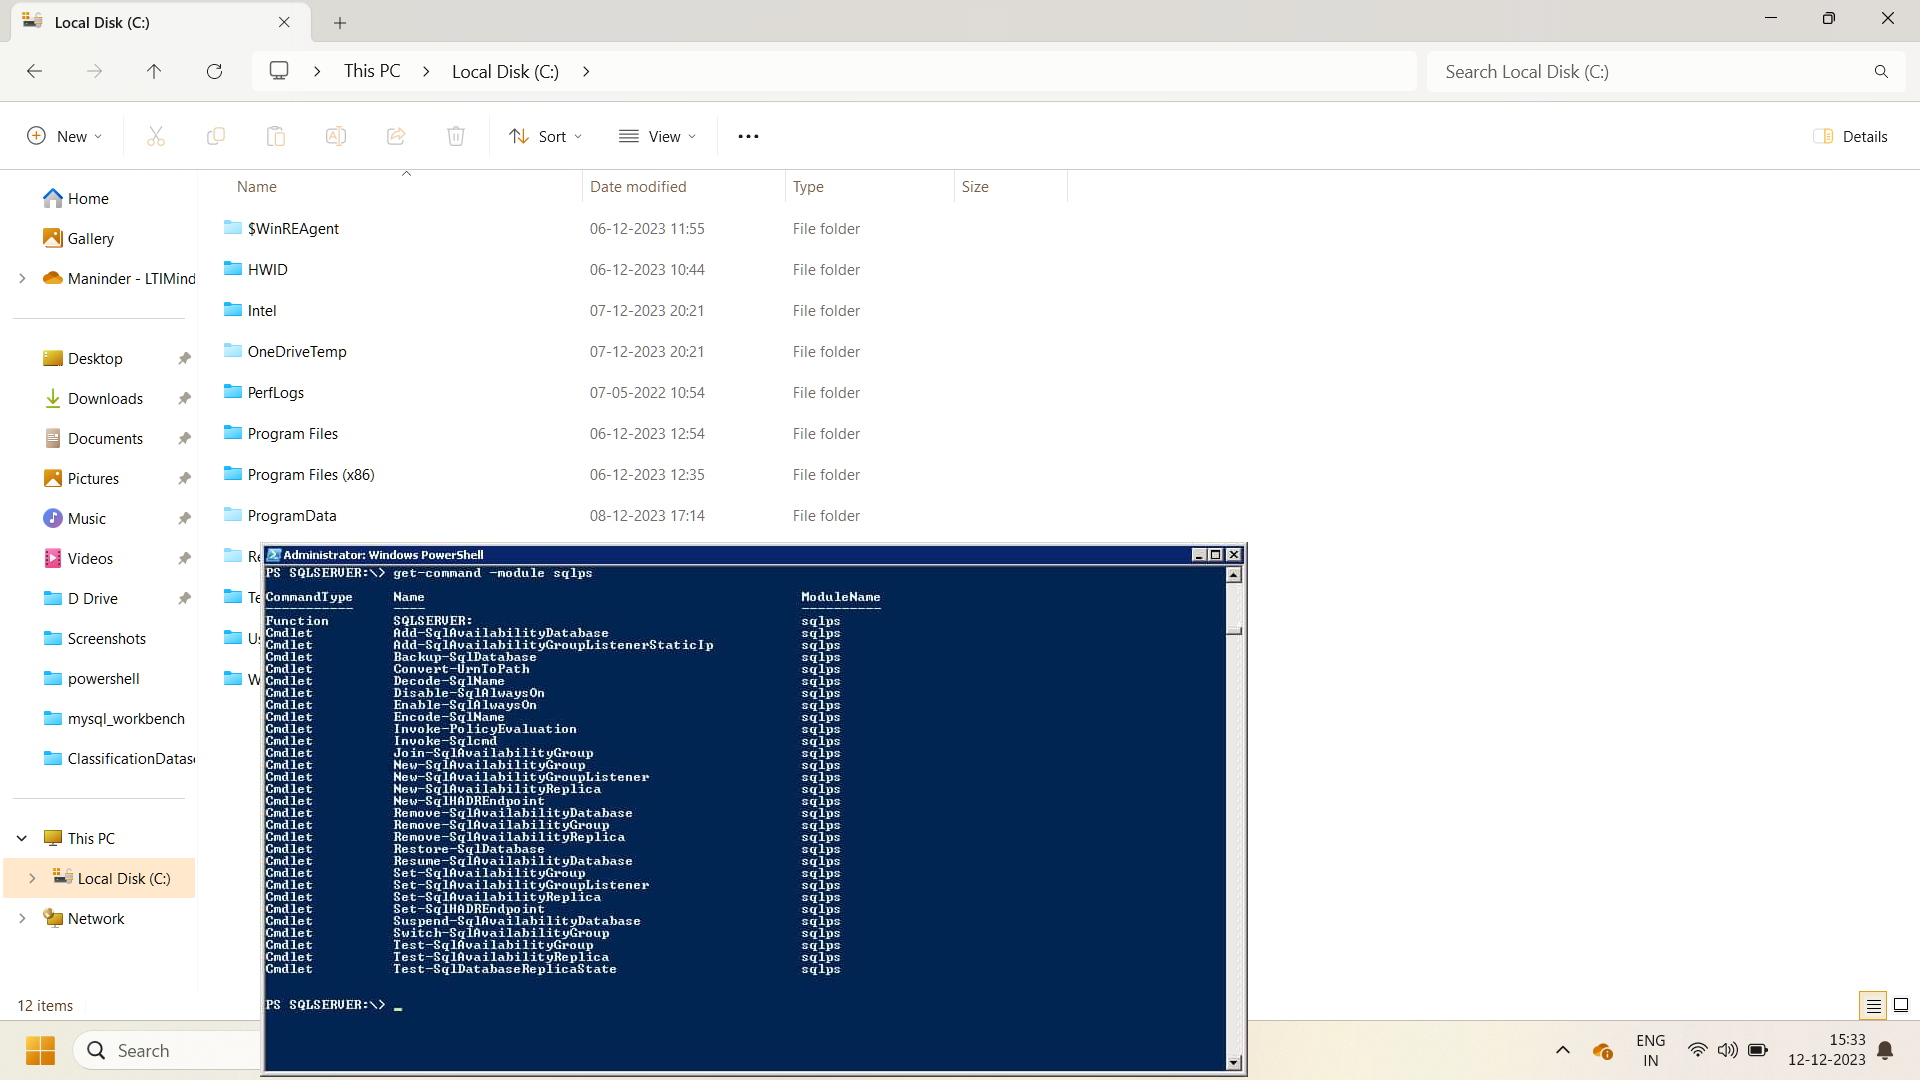 Local Disk (C:)
This PC
Local Disk (C:)
Search Local Disk (C:)
New
Sort
View
Details
Name Date modified Type Size
Home
Gallery
Maninder - LTIMind
Desktop
Downloads
Documents
Pictures
Music
Videos
D Drive
Screenshots
powershell
mysql_workbench
ClassificationDatas
This PC
Local Disk (C:)
Network
$WinREAgent 06-12-2023 11:55 File folder
HWID 06-12-2023 10:44 File folder
Intel 07-12-2023 20:21 File folder
OneDriveTemp 07-12-2023 20:21 File folder
PerfLogs 07-05-2022 10:54 File folder
Program Files 06-12-2023 12:54 File folder
Program Files (x86) 06-12-2023 12:35 File folder
ProgramData 08-12-2023 17:14 File folder
Re
Te
Us
W
Administrator: Windows PowerShell
PS SQLSERVER:\> get-command -module sqlps
CommandType Name ModuleName
----------- ---- ----------
Function SQLSERVER: sqlps
Cmdlet Add-SqlAvailabilityDatabase sqlps
Cmdlet Add-SqlAvailabilityGroupListenerStaticIp sqlps
Cmdlet Backup-SqlDatabase sqlps
Cmdlet Convert-UrnToPath sqlps
Cmdlet Decode-SqlName sqlps
Cmdlet Disable-SqlAlwaysOn sqlps
Cmdlet Enable-SqlAlwaysOn sqlps
Cmdlet Encode-SqlName sqlps
Cmdlet Invoke-PolicyEvaluation sqlps
Cmdlet Invoke-Sqlcmd sqlps
Cmdlet Join-SqlAvailabilityGroup sqlps
Cmdlet New-SqlAvailabilityGroup sqlps
Cmdlet New-SqlAvailabilityGroupListener sqlps
Cmdlet New-SqlAvailabilityReplica sqlps
Cmdlet New-SqlHADREndpoint sqlps
Cmdlet Remove-SqlAvailabilityDatabase sqlps
Cmdlet Remove-SqlAvailabilityGroup sqlps
Cmdlet Remove-SqlAvailabilityReplica sqlps
Cmdlet Restore-SqlDatabase sqlps
Cmdlet Resume-SqlAvailabilityDatabase sqlps
Cmdlet Set-SqlAvailabilityGroup sqlps
Cmdlet Set-SqlAvailabilityGroupListener sqlps
Cmdlet Set-SqlAvailabilityReplica sqlps
Cmdlet Set-SqlHADREndpoint sqlps
Cmdlet Suspend-SqlAvailabilityDatabase sqlps
Cmdlet Switch-SqlAvailabilityGroup sqlps
Cmdlet Test-SqlAvailabilityGroup sqlps
Cmdlet Test-SqlAvailabilityReplica sqlps
Cmdlet Test-SqlDatabaseReplicaState sqlps
PS SQLSERVER:\> _
12 items
Search
ENG
IN
15:33
12-12-2023